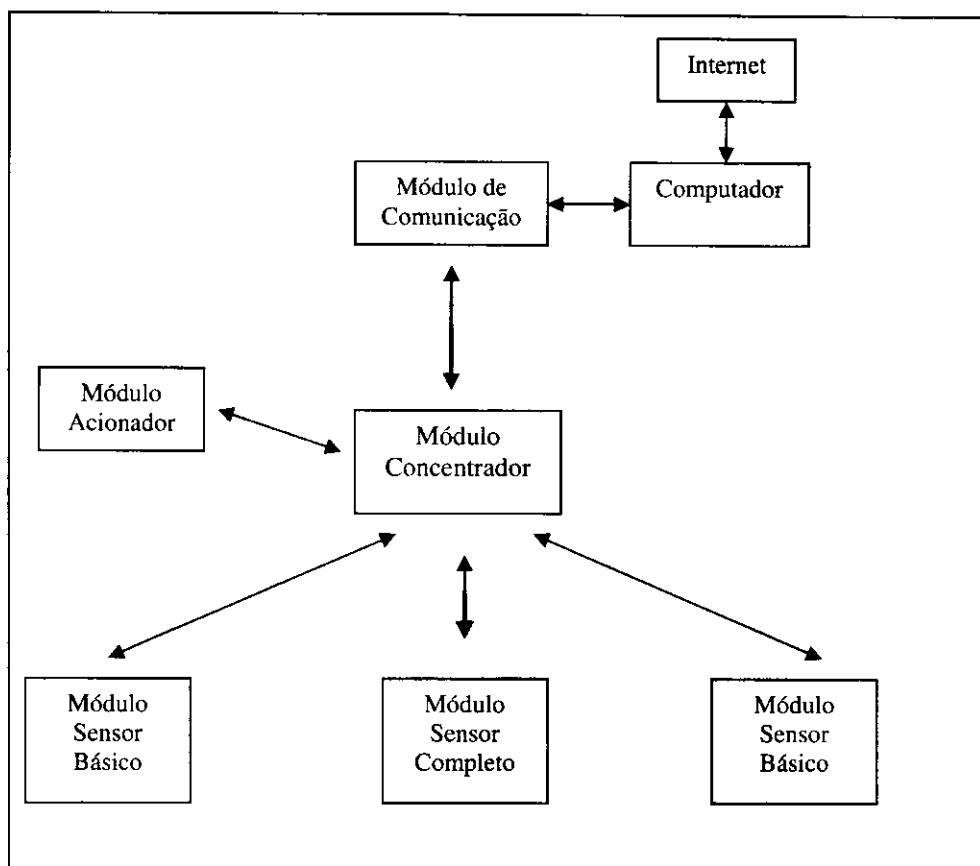 Internet
Módulo de
Comunicação
Computador
Módulo
Acionador
Módulo
Concentrador
Módulo
Sensor
Básico
Módulo
Sensor
Completo
Módulo
Sensor
Básico